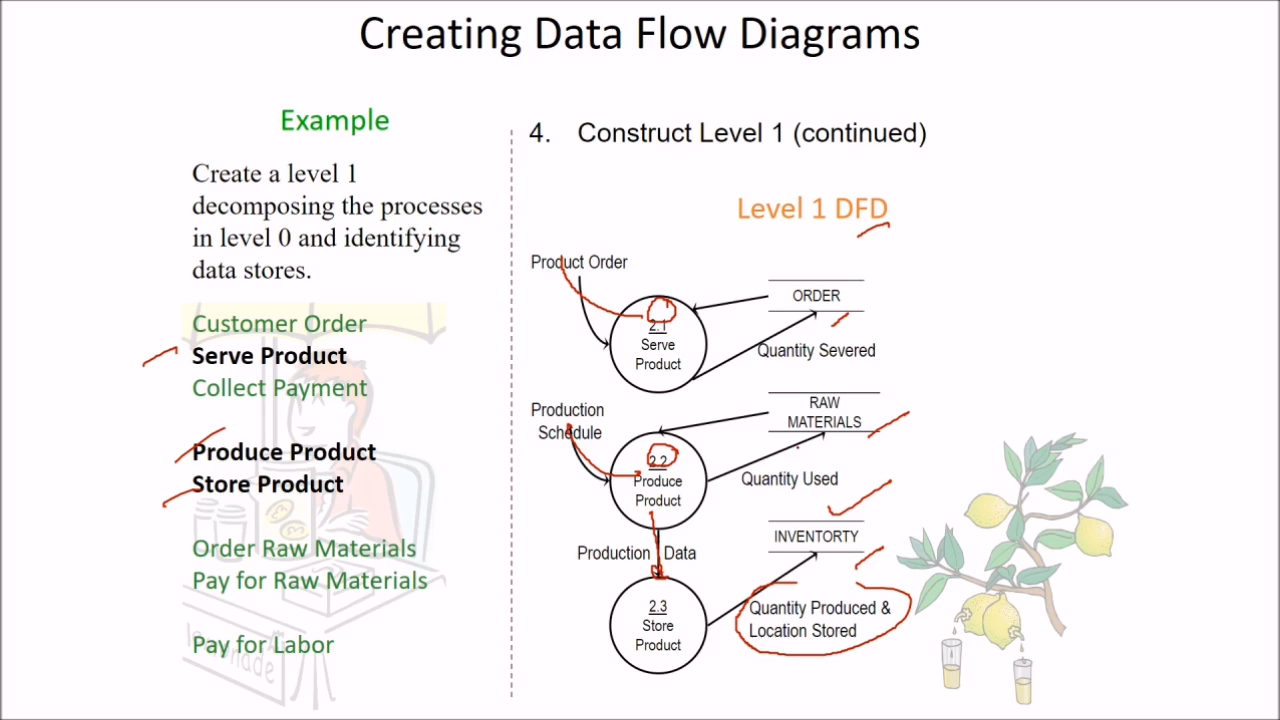 Creating Data Flow Diagrams
Example
Create a level 1
decomposing the processes
in level 0 and identifying
data stores.
Customer Order
Serve Product
Collect Payment
Produce Product
Store Product
Order Raw Materials
Pay for Raw Materials
Pay for Labor
4. Construct Level 1 (continued)
Level 1 DFD
Product Order
2.1
Serve
Product
ORDER
Quantity Severed
Production
Schedule
2.2
Produce
Product
RAW
MATERIALS
Quantity Used
Production Data
INVENTORTY
2.3
Store
Product
Quantity Produced &
Location Stored